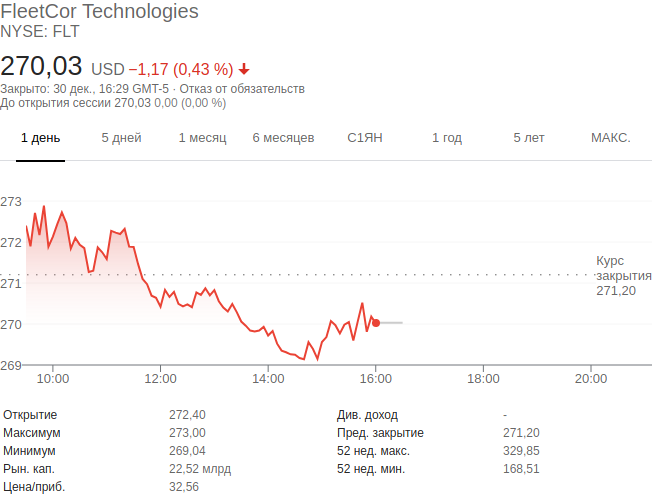 FleetCor Technologies
NYSE: FLT
270,03 USD −1,17 (0,43 %)
Закрыто: 30 дек., 16:29 GMT-5 · Отказ от обязательств
До открытия сессии 270,03 0,00 (0,00 %)
1 день 5 дней 1 месяц 6 месяцев С1ЯН 1 год 5 лет МАКС.
273
272
271
270
269
Курс
закрытия
271,20
10:00 12:00 14:00 16:00 18:00 20:00
Открытие 272,40 Див. доход -
Максимум 273,00 Пред. закрытие 271,20
Минимум 269,04 52 нед. макс. 329,85
Рын. кап. 22,52 млрд 52 нед. мин. 168,51
Цена/приб. 32,56